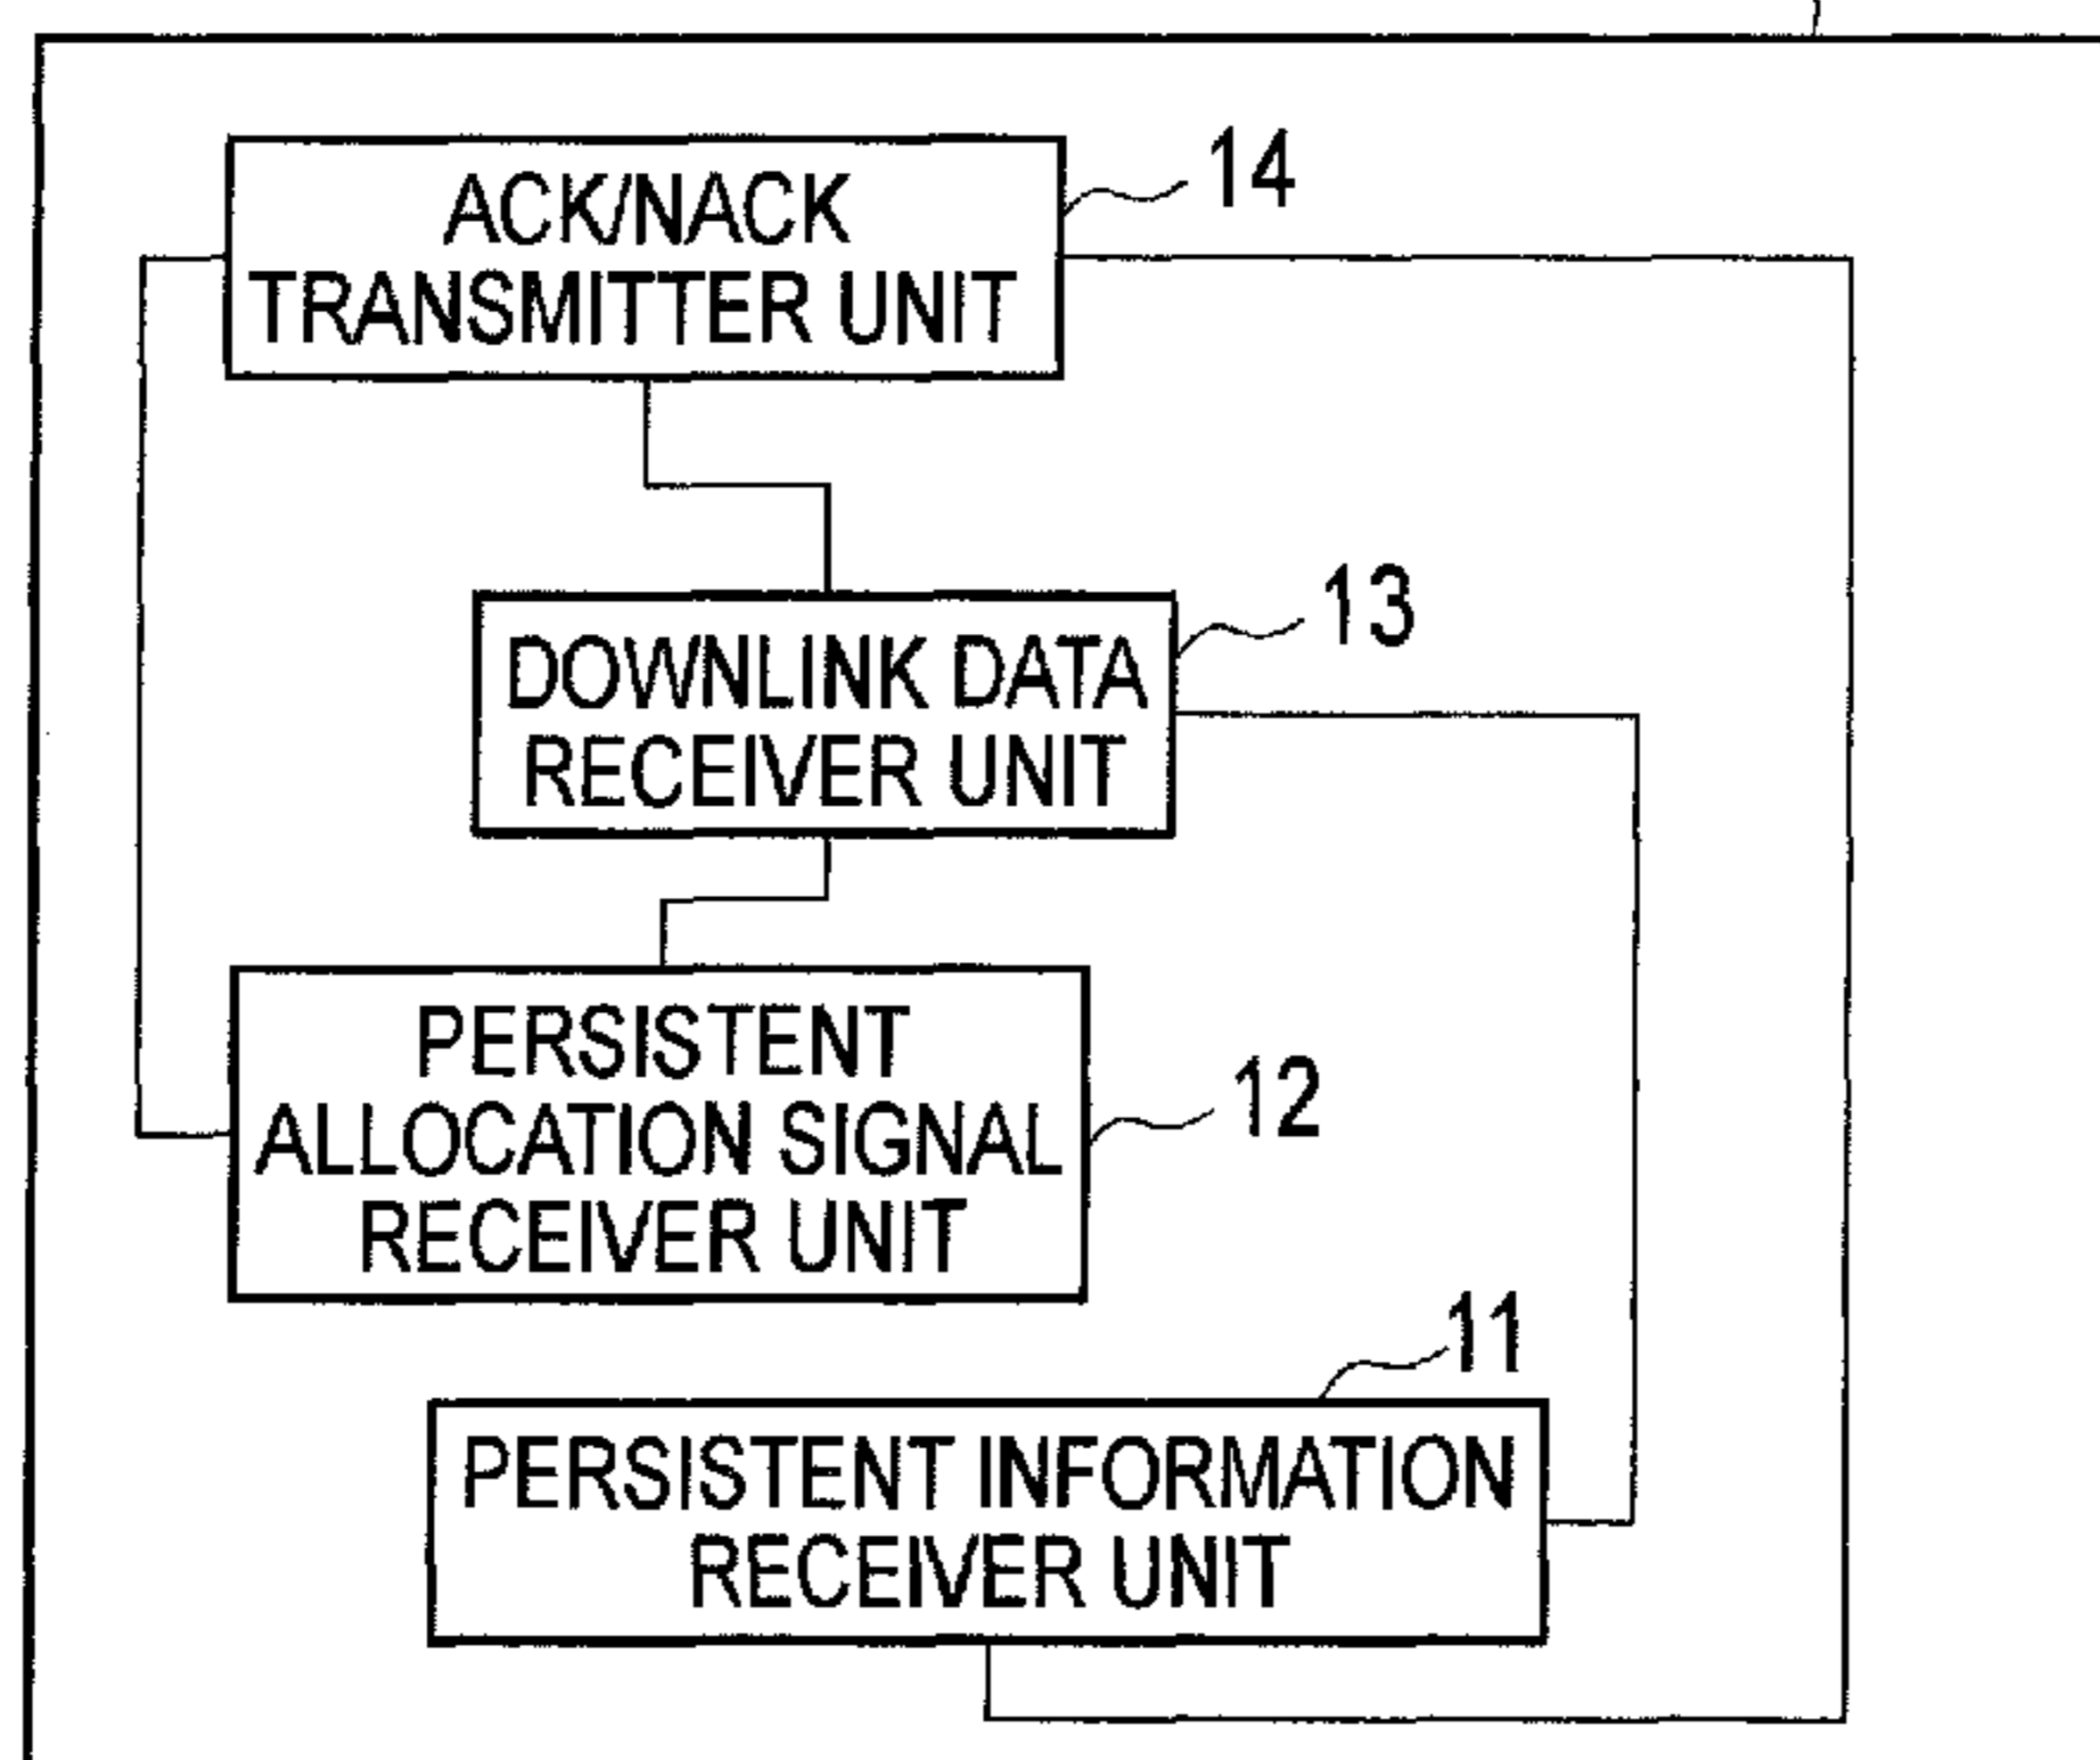 14
ACK/NACK
TRANSMITTER UNIT
13
DOWNLINK DATA
RECEIVER UNIT
PERSISTENT
ALLOCATION SIGNAL
RECEIVER UNIT
12
11
PERSISTENT INFORMATION
RECEIVER UNIT